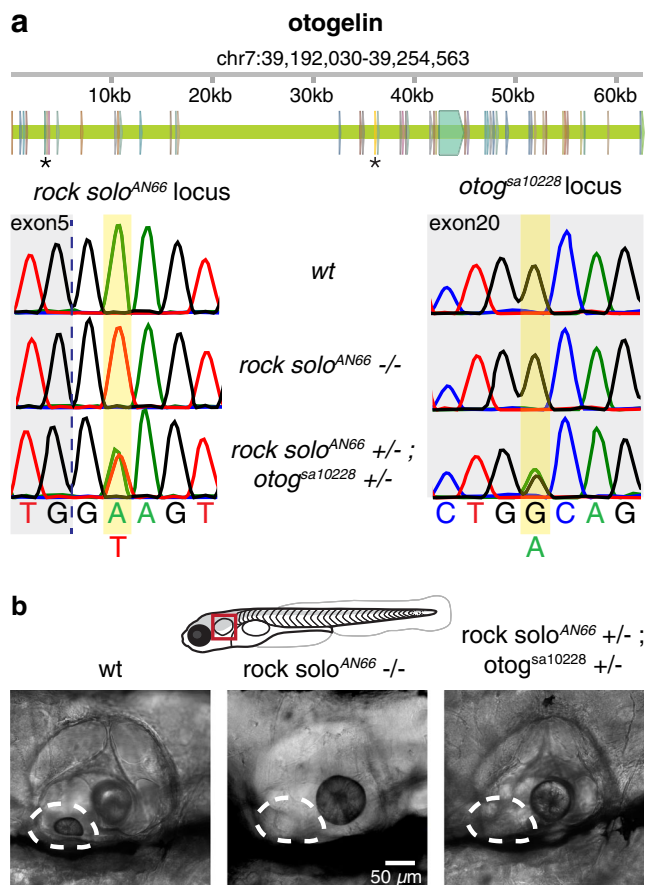 a
otogelin
chr7:39,192,030-39,254,563
10kb 20kb 30kb 40kb 50kb 60kb
* *
rock solo^AN66 locus
otog^sa10228 locus
exon5
exon20
wt
rock solo^AN66 -/-
rock solo^AN66 +/- ;
otog^sa10228 +/-
T G G A A G T
T
C T G G C A G
A
b
wt
rock solo^AN66 -/-
rock solo^AN66 +/- ;
otog^sa10228 +/-
50 µm